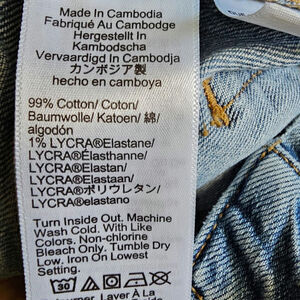 Made In Cambodia
Fabriqué Au Cambodge
Hergestellt In
Kambodscha
Vervaardigd In Cambodja
カンボジア製
hecho en camboya
99% Cotton/ Coton/
Baumwolle/ Katoen/ 綿/
algodón
1% LYCRA®Elastane/
LYCRA®Élasthanne/
LYCRA®Elastan/
LYCRA®Elastaan/
LYCRA®ポリウレタン/
LYCRA®elastano
Turn Inside Out. Machine
Wash Cold. With Like
Colors. Non-chlorine
Bleach Only. Tumble Dry
Low. Iron On Lowest
Setting.
30
Laver À La